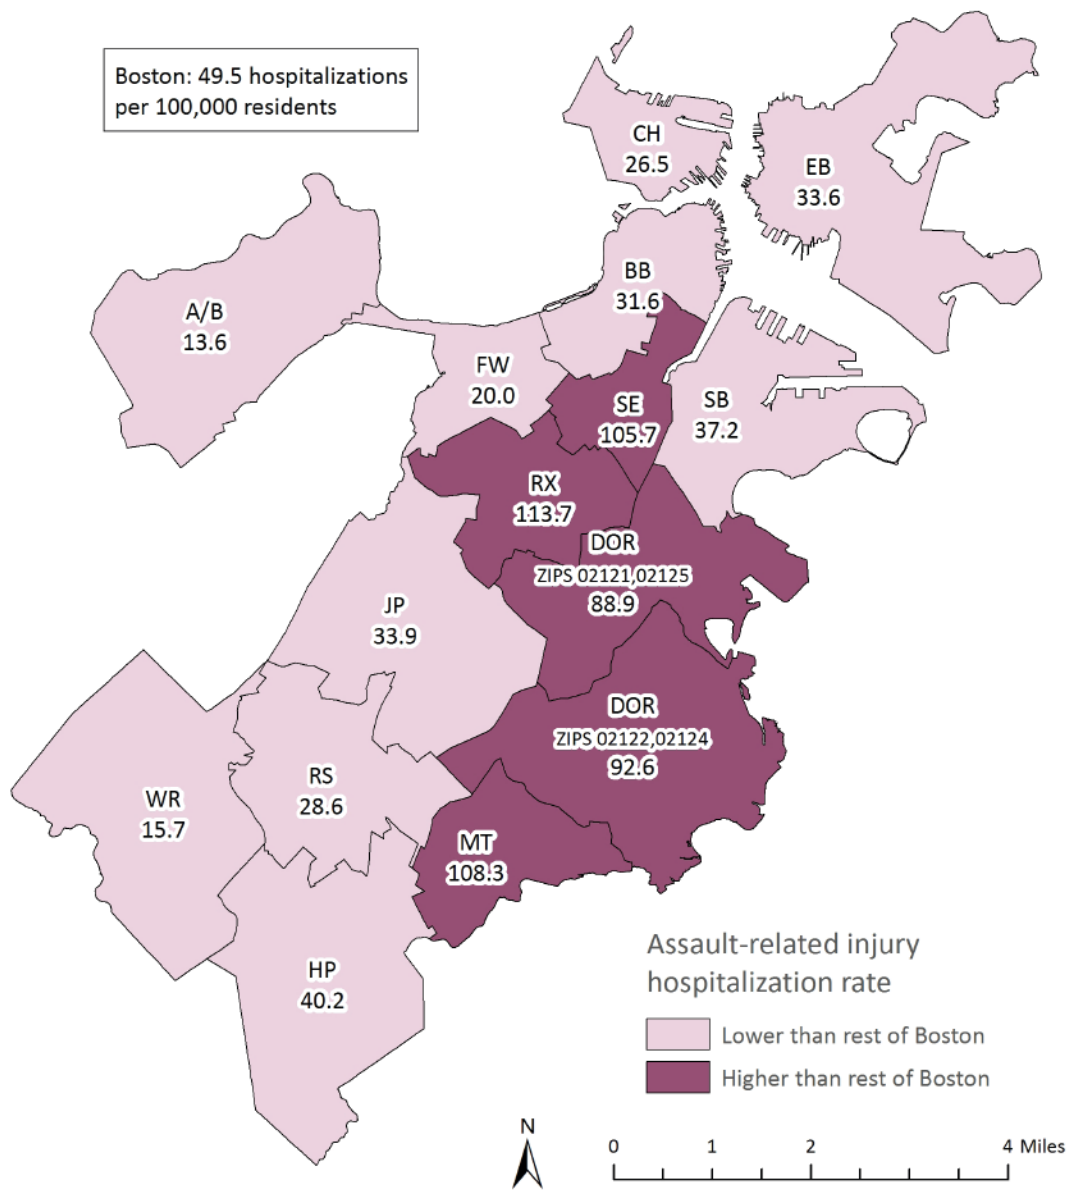 Boston: 49.5 hospitalizations
per 100,000 residents
CH
26.5
EB
33.6
BB
31.6
A/B
13.6
FW
20.0
SE
105.7
SB
37.2
RX
113.7
DOR
ZIPS 02121,02125
88.9
JP
33.9
DOR
ZIPS 02122,02124
92.6
RS
28.6
WR
15.7
MT
108.3
HP
40.2
Assault-related injury
hospitalization rate
Lower than rest of Boston
Higher than rest of Boston
N
0 1 2 4 Miles